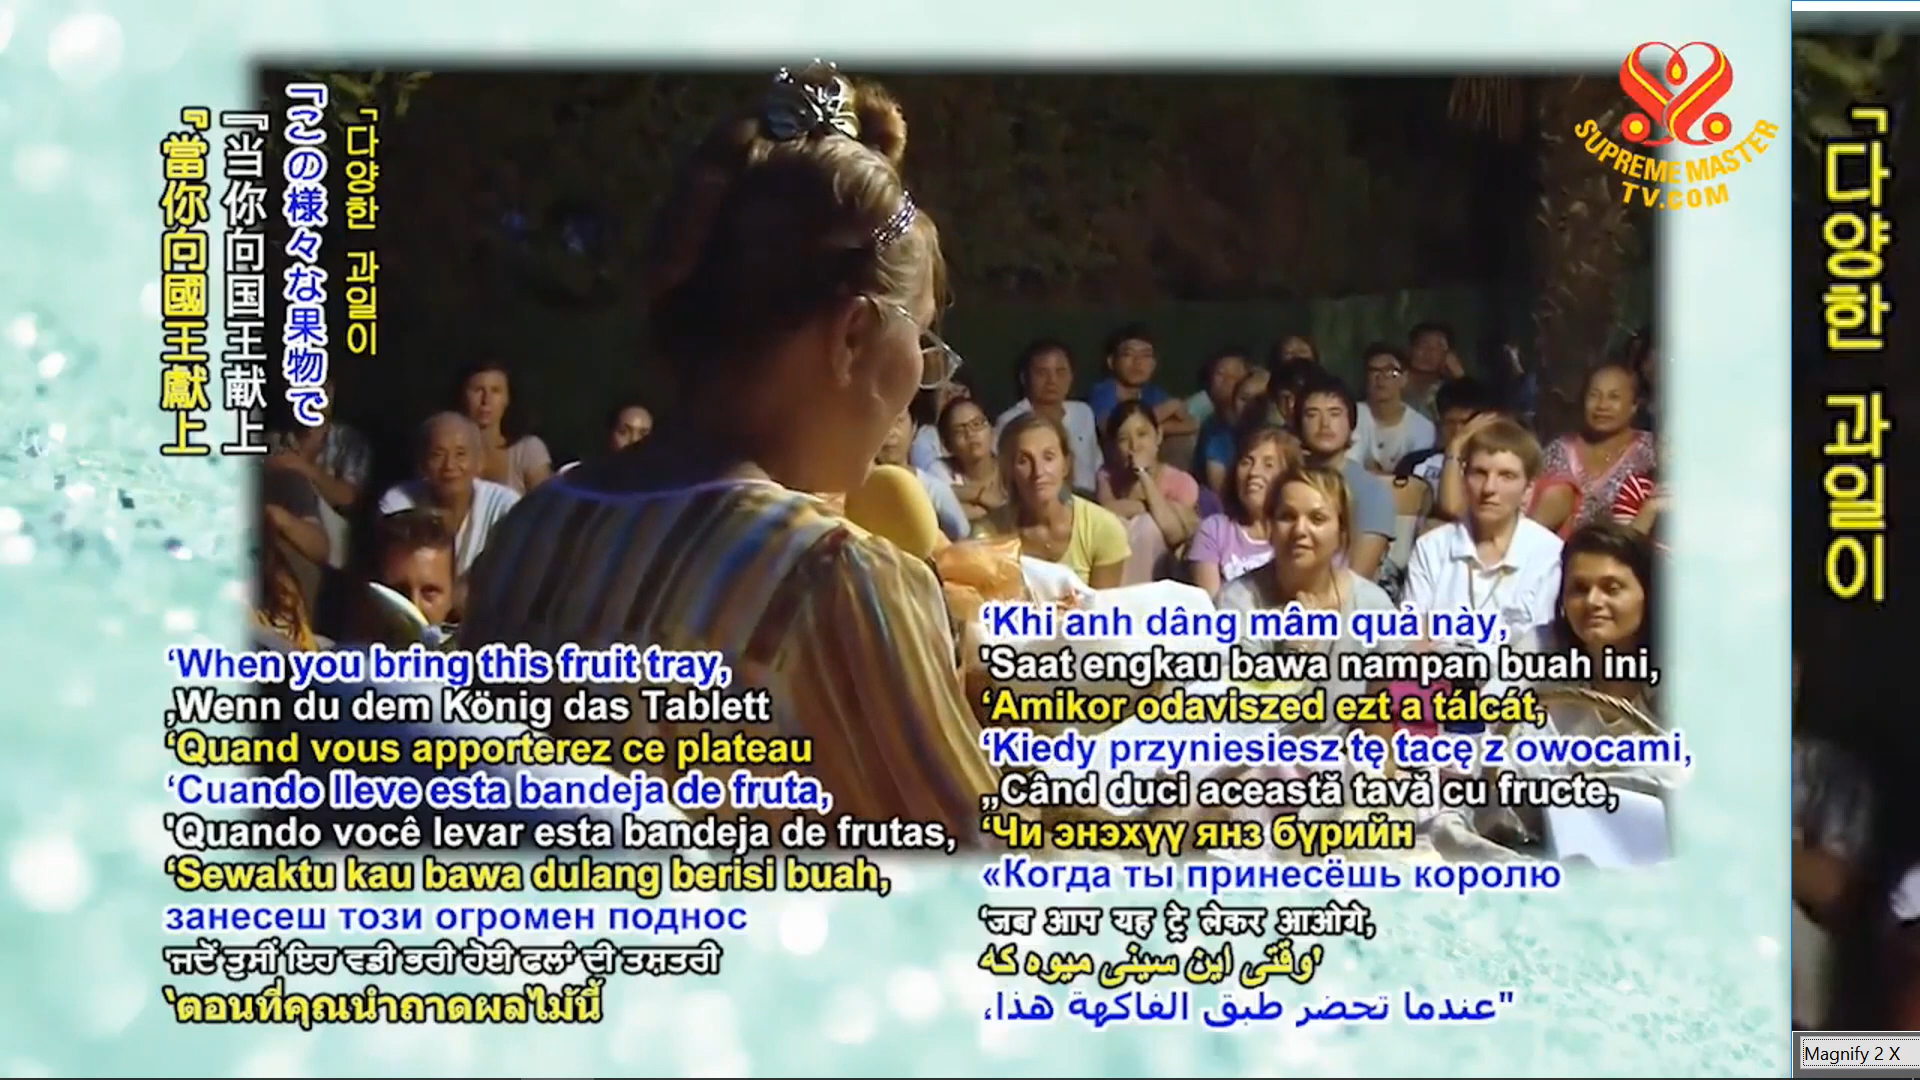 『當你向國王獻上
『当你向国王献上
「この様々な果物で
「다양한 과일이
SUPREME MASTER
TV.COM
‘When you bring this fruit tray,
‚Wenn du dem König das Tablett
‘Quand vous apporterez ce plateau
‘Cuando lleve esta bandeja de fruta,
'Quando você levar esta bandeja de frutas,
‘Sewaktu kau bawa dulang berisi buah,
занесеш този огромен поднос
'ਜਦੋਂ ਤੁਸੀਂ ਇਹ ਵਡੀ ਭਰੀ ਹੋਈ ਫਲਾਂ ਦੀ ਤਸ਼ਤਰੀ
‘ตอนที่คุณนำถาดผลไม้นี้
‘Khi anh dâng mâm quả này,
'Saat engkau bawa nampan buah ini,
‘Amikor odaviszed ezt a tálcát,
‘Kiedy przyniesiesz tę tacę z owocami,
„Când duci această tavă cu fructe,
‘Чи энэхүү янз бүрийн
«Когда ты принесёшь королю
‘जब आप यह ट्रे लेकर आओगे,
'وقتی این سینی میوه که
"عندما تحضر طبق الفاكهة هذا،
「다양한 과일이
Magnify 2 X